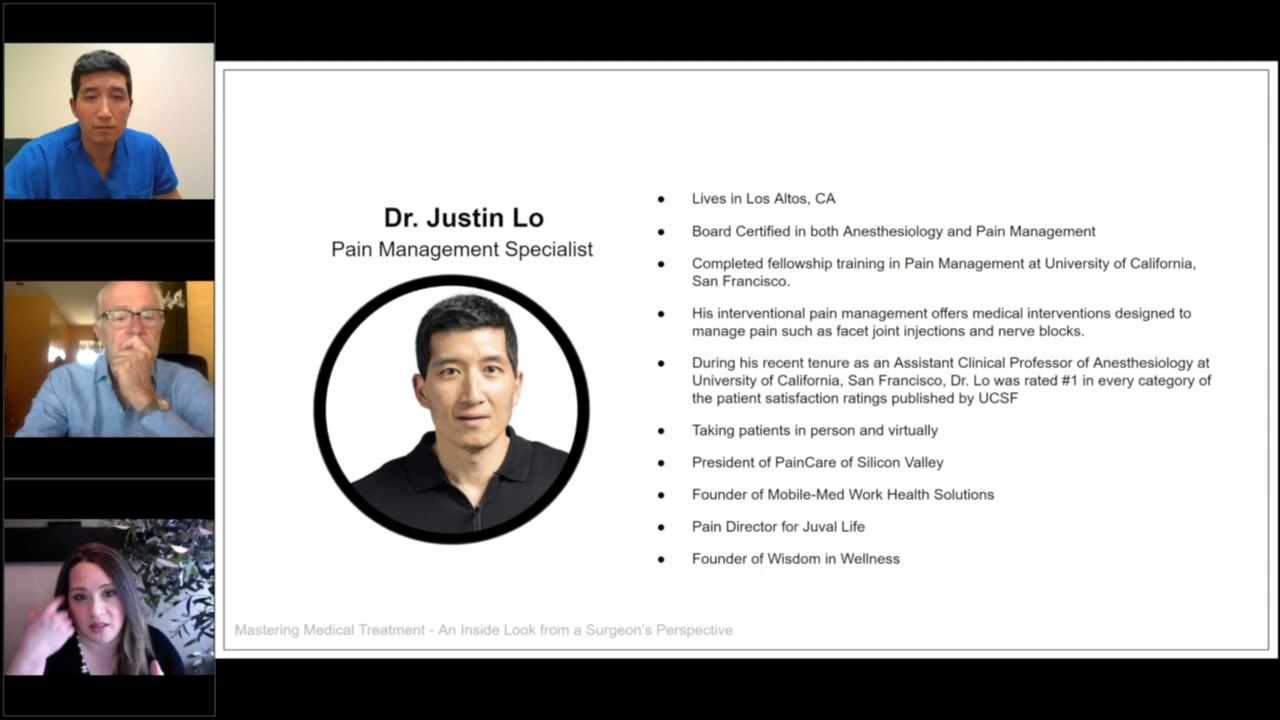 Dr. Justin Lo
Pain Management Specialist
● Lives in Los Altos, CA
● Board Certified in both Anesthesiology and Pain Management
● Completed fellowship training in Pain Management at University of California,
San Francisco.
● His interventional pain management offers medical interventions designed to
manage pain such as facet joint injections and nerve blocks.
● During his recent tenure as an Assistant Clinical Professor of Anesthesiology at
University of California, San Francisco, Dr. Lo was rated #1 in every category of
the patient satisfaction ratings published by UCSF
● Taking patients in person and virtually
● President of PainCare of Silicon Valley
● Founder of Mobile-Med Work Health Solutions
● Pain Director for Juval Life
● Founder of Wisdom in Wellness
Mastering Medical Treatment - An Inside Look from a Surgeon's Perspective